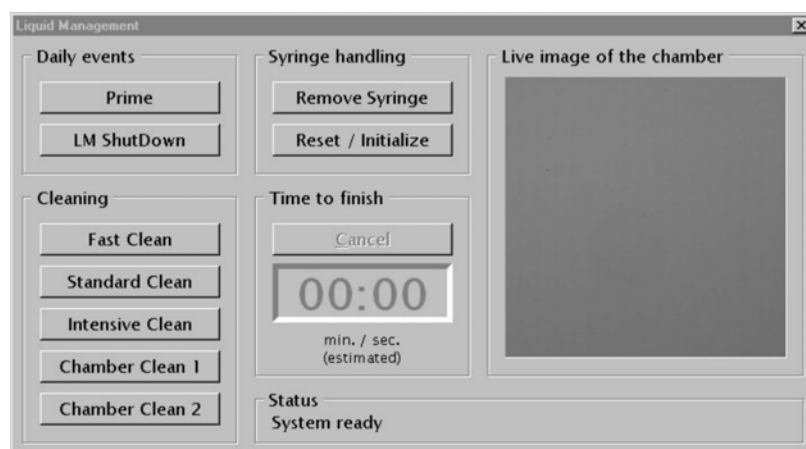 Liquid Management
Daily events
Prime
LM ShutDown
Syringe handling
Remove Syringe
Reset / Initialize
Live image of the chamber
Cleaning
Fast Clean
Standard Clean
Intensive Clean
Chamber Clean 1
Chamber Clean 2
Time to finish
Cancel
00:00
min. / sec.
(estimated)
Status
System ready